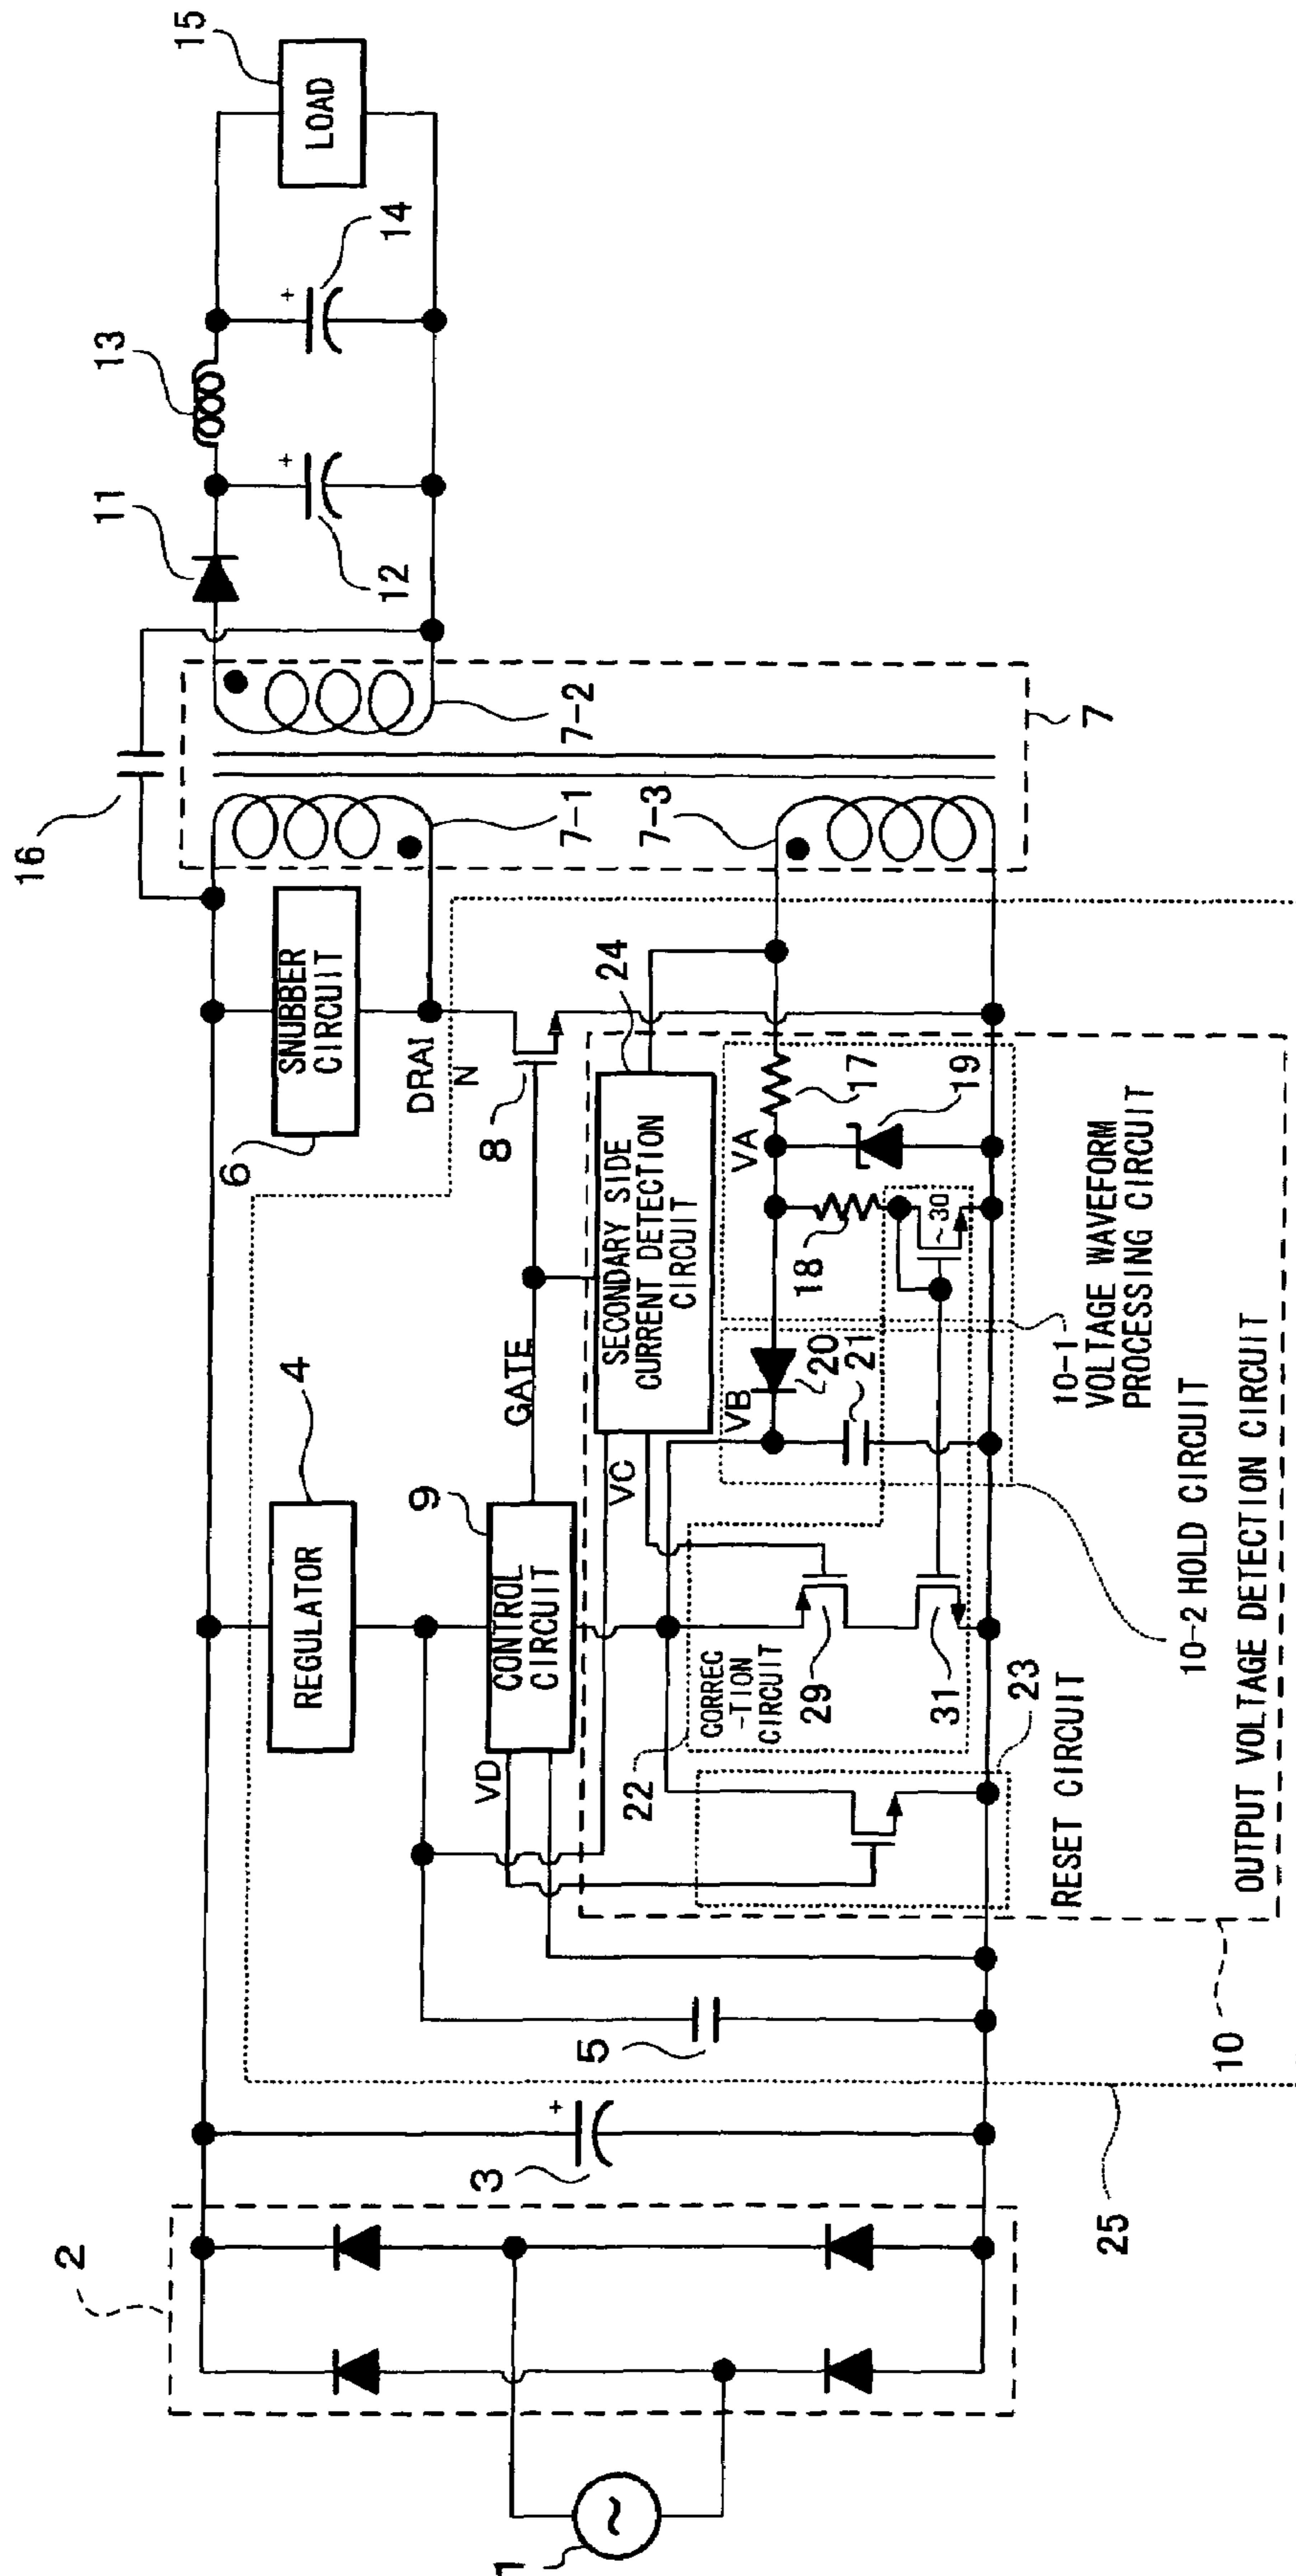 1
2
3
25
5
REGULATOR
4
SNUBBER
CIRCUIT
6
16
7-1
7-2
7-3
7
11
12
13
14
LOAD
15
DRAI
N
8
GATE
CONTROL
CIRCUIT
9
VD
VC
SECONDARY SIDE
CURRENT DETECTION
CIRCUIT
24
VA
17
19
18
~30
VB
20
21
CORREC
-TION
CIRCUIT
22
29
31
23
RESET CIRCUIT
10-1
VOLTAGE WAVEFORM
PROCESSING CIRCUIT
10-2 HOLD CIRCUIT
OUTPUT VOLTAGE DETECTION CIRCUIT
10